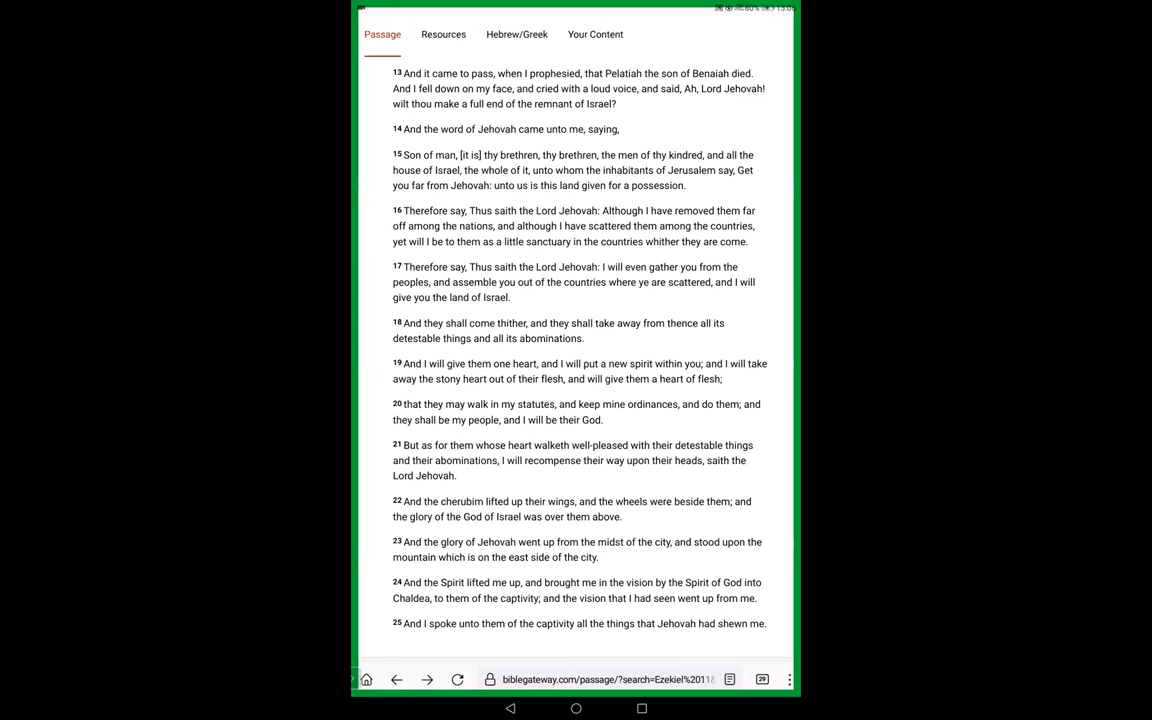 80% 13:06
Passage Resources Hebrew/Greek Your Content
13 And it came to pass, when I prophesied, that Pelatiah the son of Benaiah died.
And I fell down on my face, and cried with a loud voice, and said, Ah, Lord Jehovah!
wilt thou make a full end of the remnant of Israel?
14 And the word of Jehovah came unto me, saying,
15 Son of man, [it is] thy brethren, thy brethren, the men of thy kindred, and all the
house of Israel, the whole of it, unto whom the inhabitants of Jerusalem say, Get
you far from Jehovah: unto us is this land given for a possession.
16 Therefore say, Thus saith the Lord Jehovah: Although I have removed them far
off among the nations, and although I have scattered them among the countries,
yet will I be to them as a little sanctuary in the countries whither they are come.
17 Therefore say, Thus saith the Lord Jehovah: I will even gather you from the
peoples, and assemble you out of the countries where ye are scattered, and I will
give you the land of Israel.
18 And they shall come thither, and they shall take away from thence all its
detestable things and all its abominations.
19 And I will give them one heart, and I will put a new spirit within you; and I will take
away the stony heart out of their flesh, and will give them a heart of flesh;
20 that they may walk in my statutes, and keep mine ordinances, and do them; and
they shall be my people, and I will be their God.
21 But as for them whose heart walketh well-pleased with their detestable things
and their abominations, I will recompense their way upon their heads, saith the
Lord Jehovah.
22 And the cherubim lifted up their wings, and the wheels were beside them; and
the glory of the God of Israel was over them above.
23 And the glory of Jehovah went up from the midst of the city, and stood upon the
mountain which is on the east side of the city.
24 And the Spirit lifted me up, and brought me in the vision by the Spirit of God into
Chaldea, to them of the captivity; and the vision that I had seen went up from me.
25 And I spoke unto them of the captivity all the things that Jehovah had shewn me.
biblegateway.com/passage/?search=Ezekiel%2011& 29